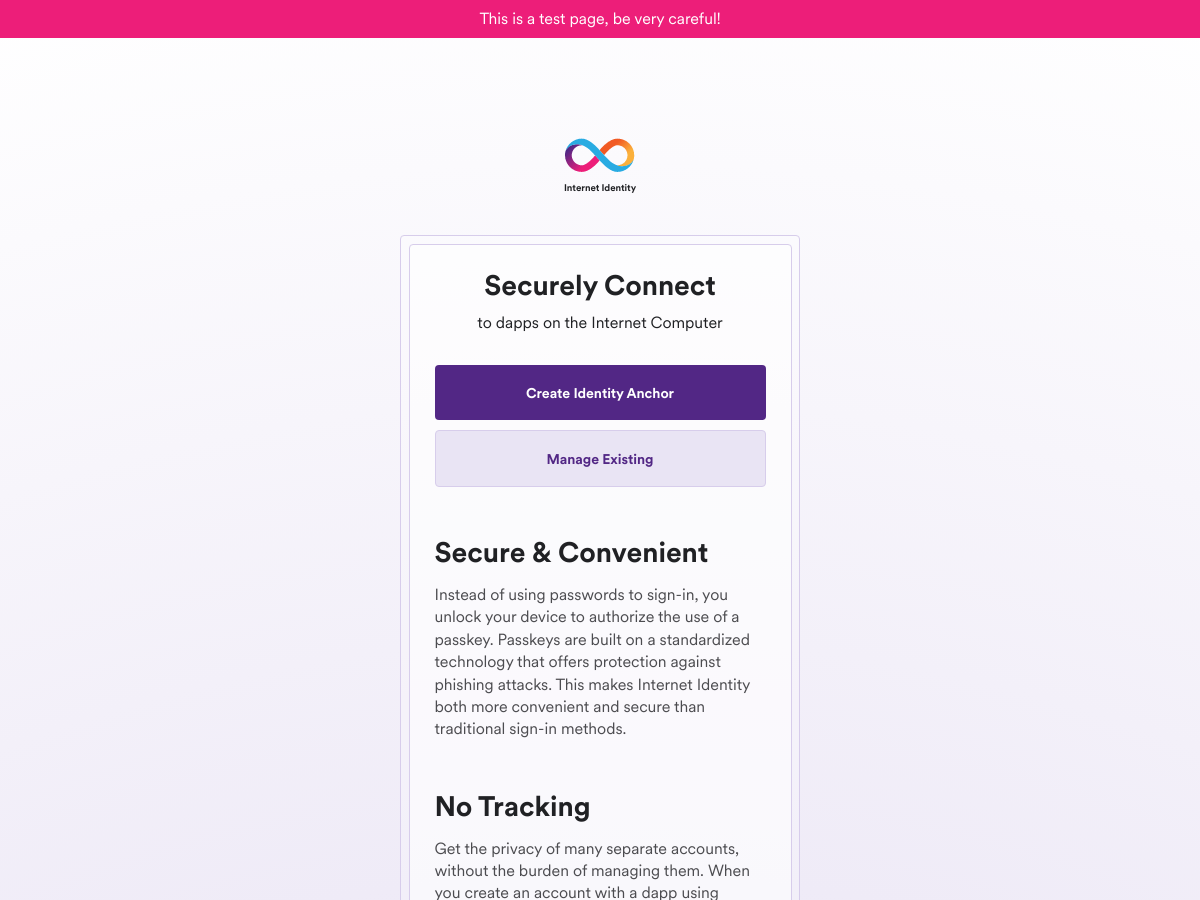 This is a test page, be very careful!
Internet Identity
Securely Connect
to dapps on the Internet Computer
Create Identity Anchor
Manage Existing
Secure & Convenient
Instead of using passwords to sign-in, you
unlock your device to authorize the use of a
passkey. Passkeys are built on a standardized
technology that offers protection against
phishing attacks. This makes Internet Identity
both more convenient and secure than
traditional sign-in methods.
No Tracking
Get the privacy of many separate accounts,
without the burden of managing them. When
you create an account with a dapp using